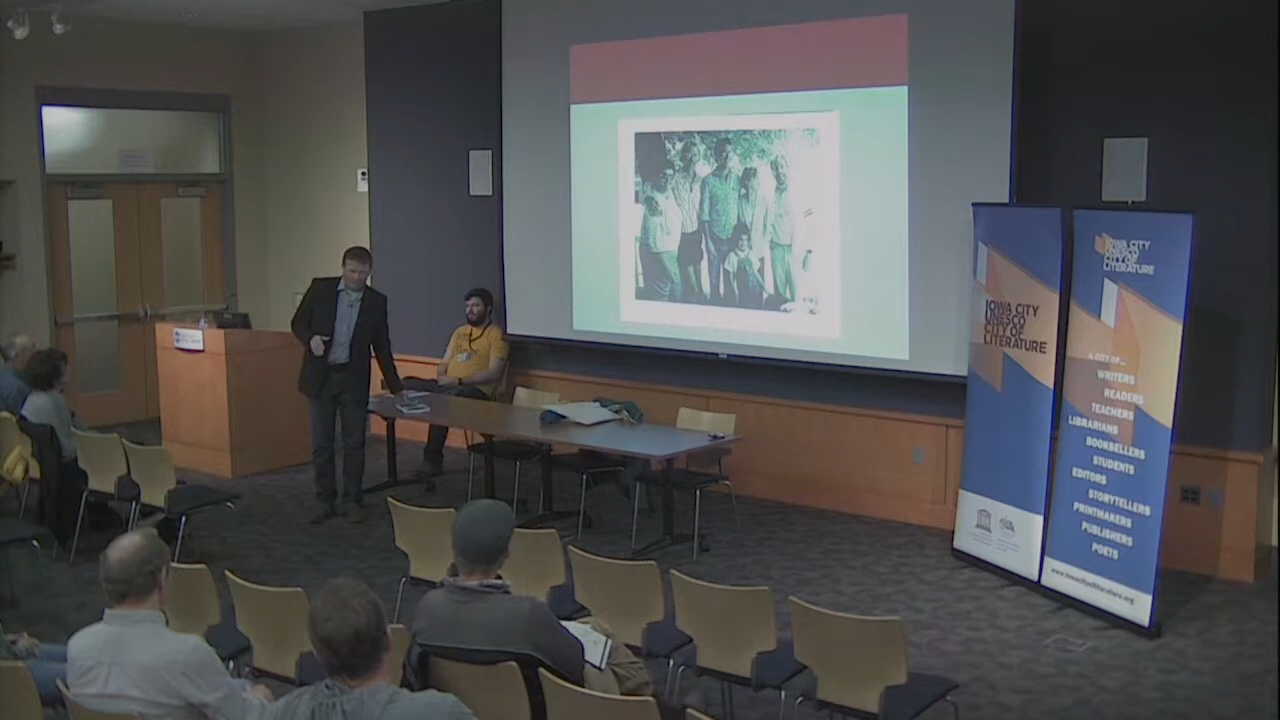 IOWA CITY
UNESCO
CITY OF
LITERATURE
IOWA CITY
UNESCO
CITY OF
LITERATURE
A CITY OF...
WRITERS
READERS
TEACHERS
LIBRARIANS
BOOKSELLERS
STUDENTS
EDITORS
STORYTELLERS
PRINTMAKERS
PUBLISHERS
POETS
www.iowacityofliterature.org